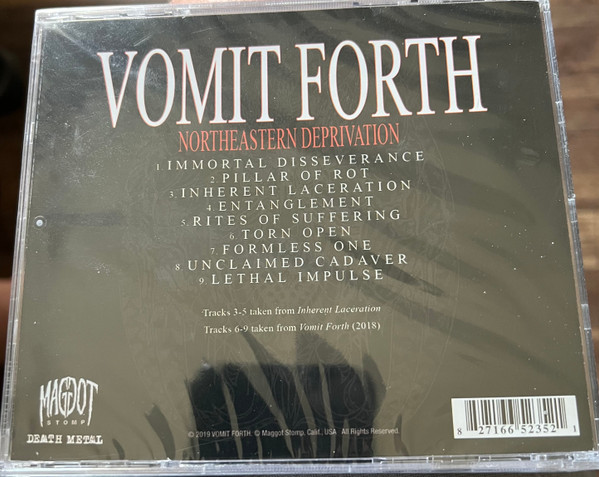 VOMIT FORTH
NORTHEASTERN DEPRIVATION
1. IMMORTAL DISSEVERANCE
2. PILLAR OF ROT
3. INHERENT LACERATION
4. ENTANGLEMENT
5. RITES OF SUFFERING
6. TORN OPEN
7. FORMLESS ONE
8. UNCLAIMED CADAVER
9. LETHAL IMPULSE
Tracks 3-5 taken from Inherent Laceration
Tracks 6-9 taken from Vomit Forth (2018)
MAGGOT
STOMP
DEATH METAL
© 2019 VOMIT FORTH. © Maggot Stomp, Calif., USA. All Rights Reserved.
8 27166 52352 1